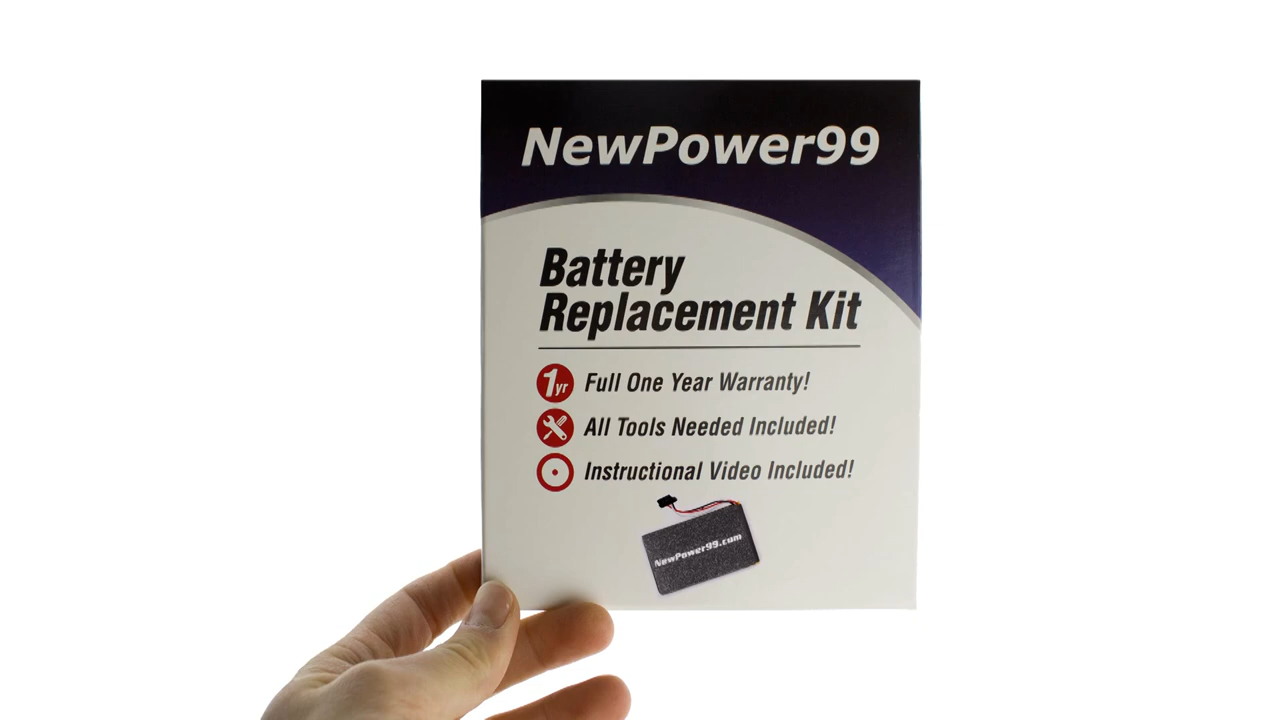 NewPower99
Battery
Replacement Kit
1yr Full One Year Warranty!
All Tools Needed Included!
Instructional Video Included!
NewPower99.com